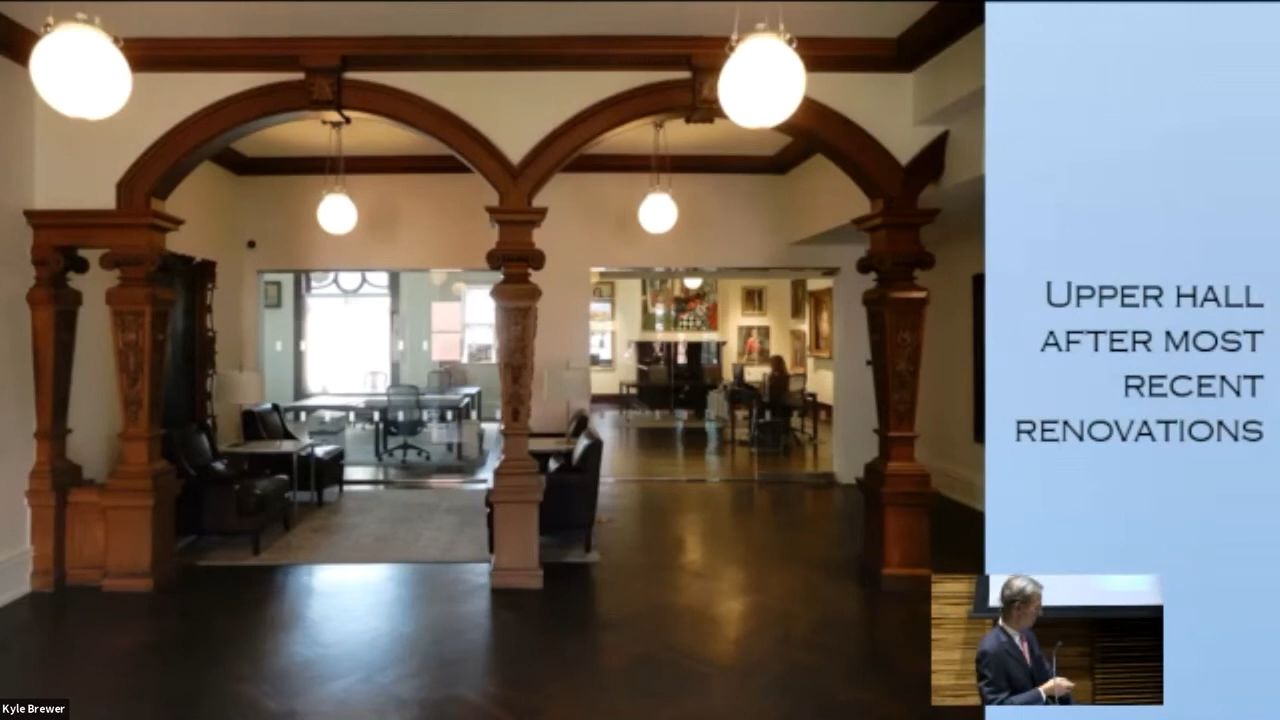 UPPER HALL
AFTER MOST
RECENT
RENOVATIONS
Kyle Brewer